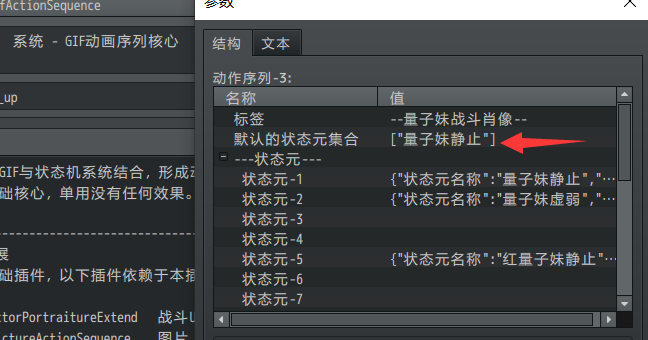 fActionSequence
参数
系统 - GIF动画序列核心
结构
文本
_up
动作序列-3:
名称
值
标签
--量子妹战斗肖像--
默认的状态元集合
["量子妹静止"]
---状态元---
GIF与状态机系统结合，形成
础核心，单用没有任何效果。
状态元-1
{"状态元名称":"量子妹静止","…
状态元-2
{"状态元名称":"量子妹虚弱","…
状态元-3
状态元-4
展
状态元-5
{"状态元名称":"红量子妹静止"…
础插件，以下插件依赖于本插
状态元-6
状态元-7
torPortraitureExtend 战斗U
ctureActionSequence 图片